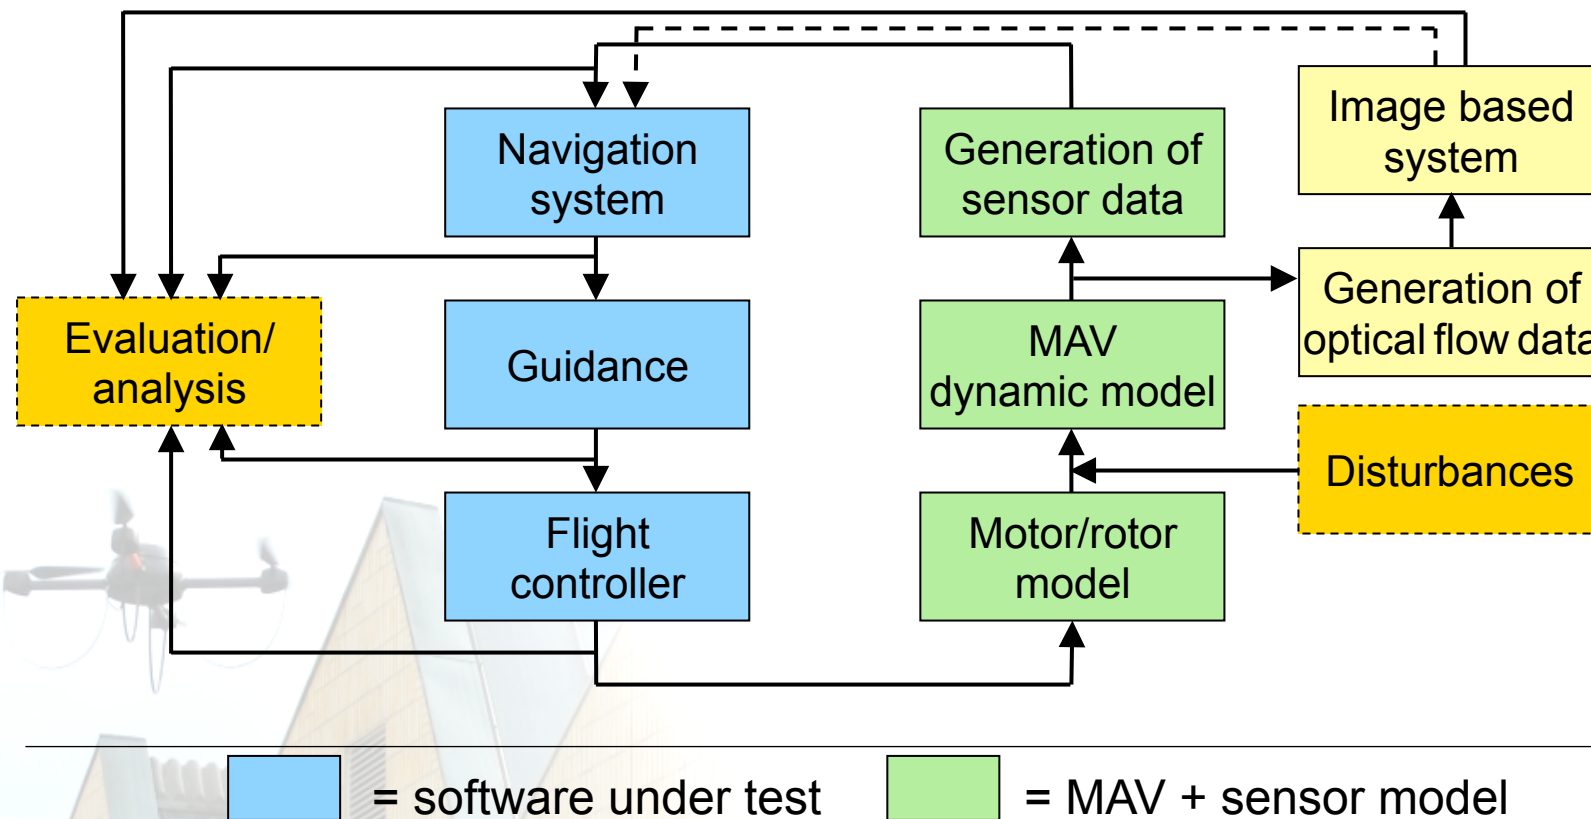 Navigation
system
Generation of
sensor data
Image based
system
Evaluation/
analysis
Guidance
MAV
dynamic model
Generation of
optical flow data
Disturbances
Flight
controller
Motor/rotor
model
= software under test
= MAV + sensor model